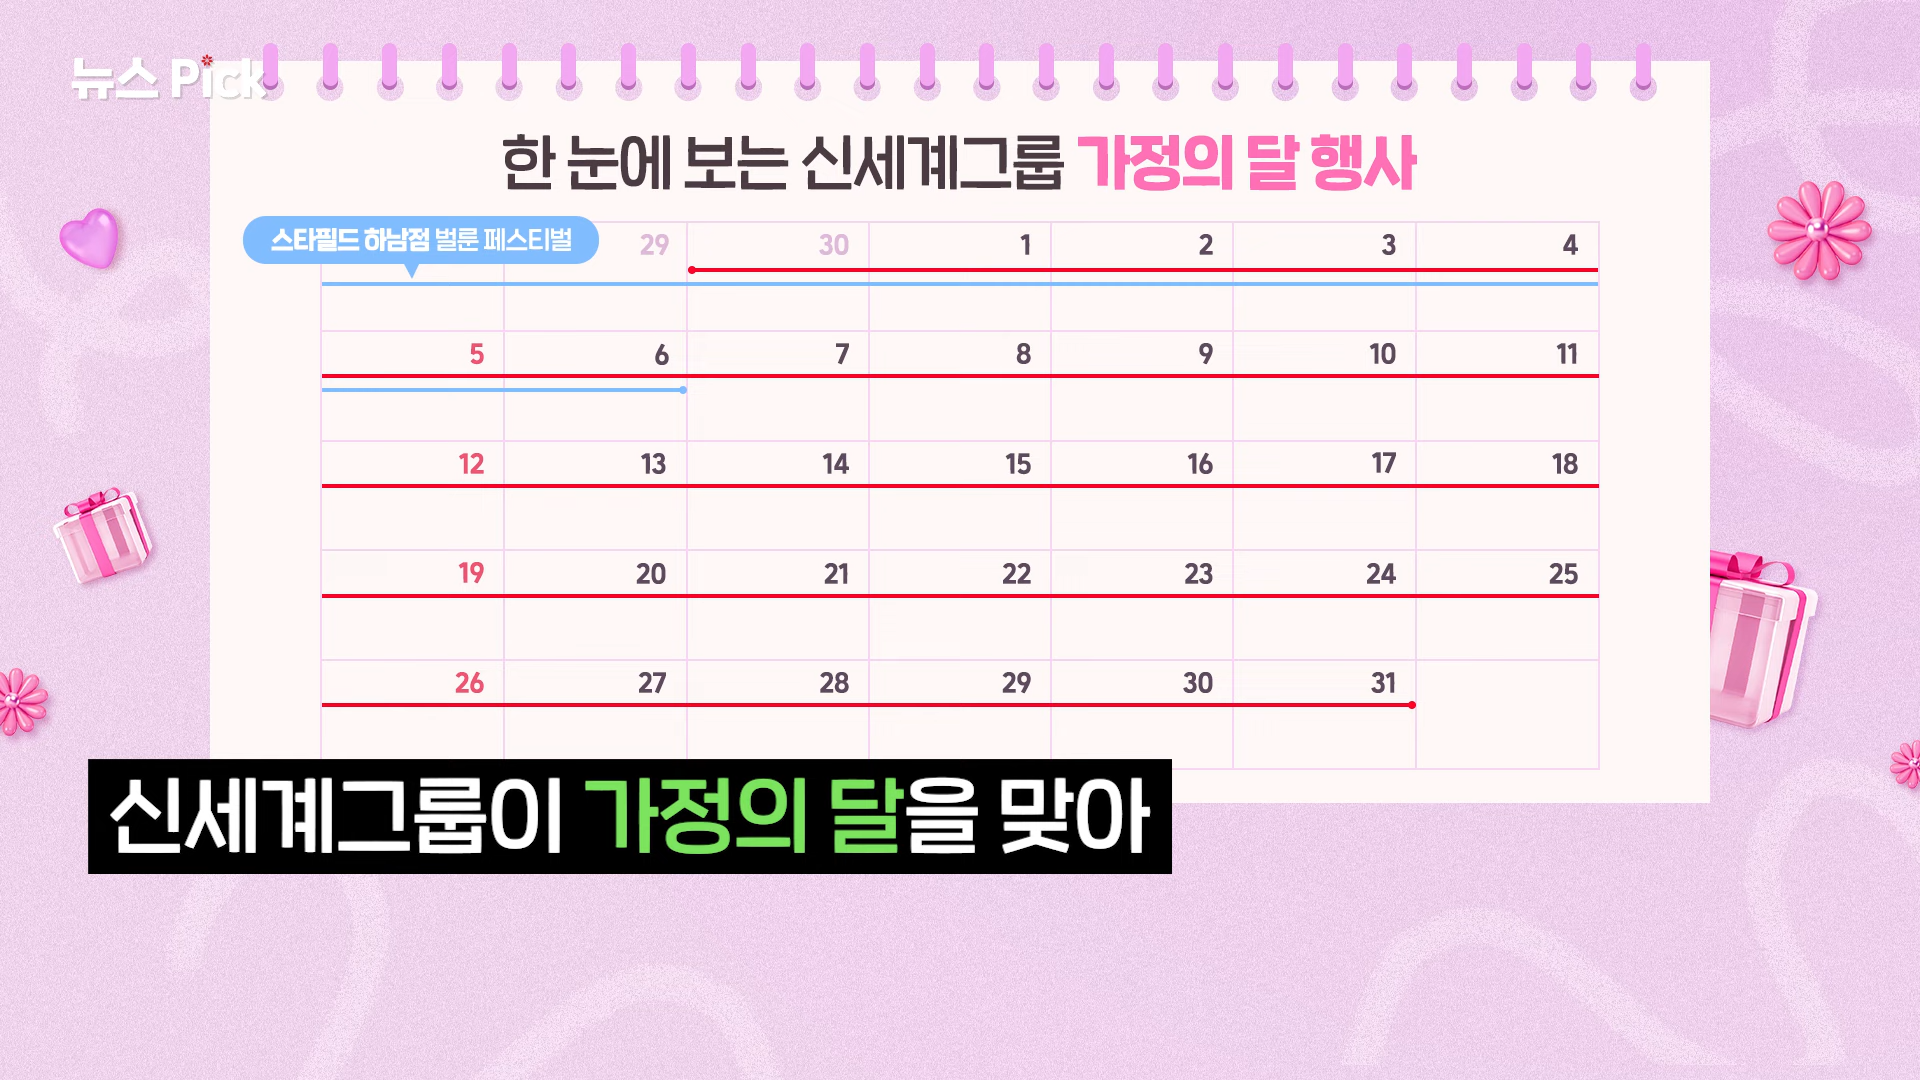 뉴스 Pick
한 눈에 보는 신세계그룹 가정의 달 행사
스타필드 하남점 벌룬 페스티벌
29 30 1 2 3 4
5 6 7 8 9 10 11
12 13 14 15 16 17 18
19 20 21 22 23 24 25
26 27 28 29 30 31
신세계그룹이 가정의 달을 맞아